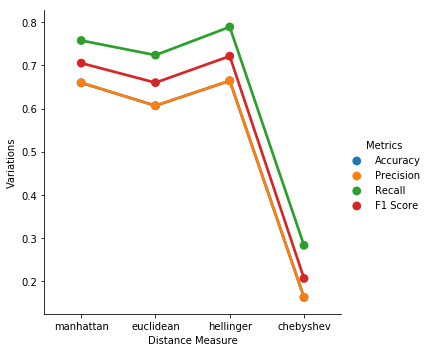 0.8
0.7
0.6
0.5
0.4
0.3
0.2
Variations
manhattan euclidean hellinger chebyshev
Distance Measure
Metrics
Accuracy
Precision
Recall
F1 Score